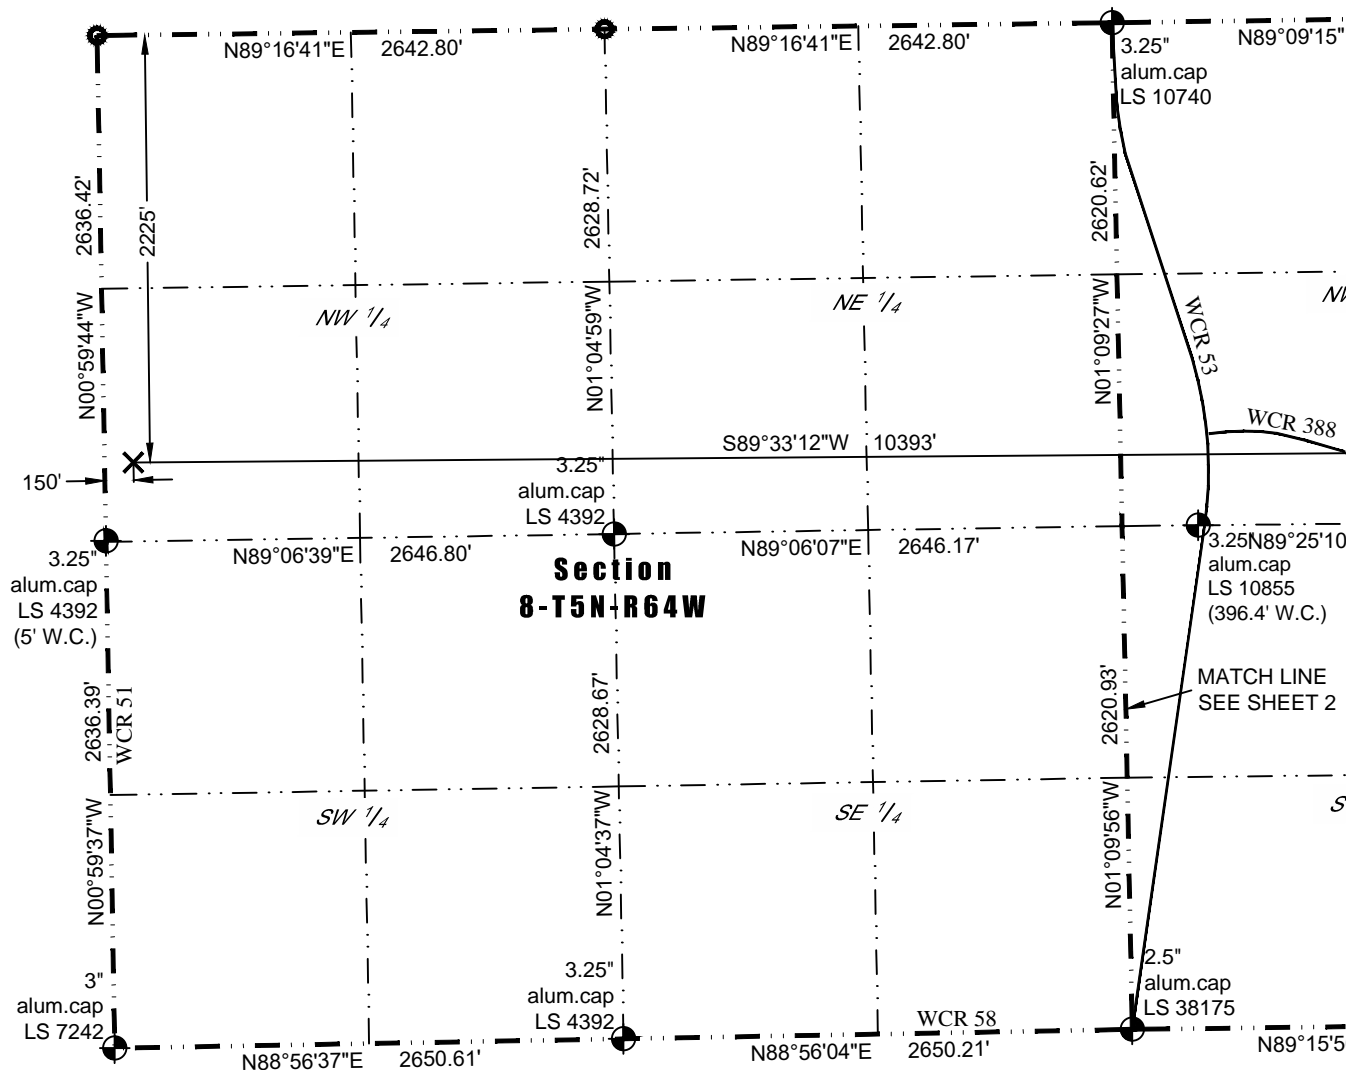 N89°16'41"E 2642.80'
N89°16'41"E 2642.80'
N89°09'15"
3.25"
alum.cap
LS 10740
2636.42'
2225'
2628.72'
2620.62'
N00°59'44"W
NW 1/4
N01°04'59"W
NE 1/4
N01°09'27"W
WCR 53
WCR 388
S89°33'12"W 10393'
150'
3.25"
alum.cap
LS 4392
3.25"
alum.cap
LS 4392
(5' W.C.)
N89°06'39"E 2646.80'
N89°06'07"E 2646.17'
3.25"
N89°25'10
alum.cap
LS 10855
(396.4' W.C.)
Section
8-T5N-R64W
2636.39'
WCR 51
2628.67'
2620.93'
MATCH LINE
SEE SHEET 2
N00°59'37"W
SW 1/4
N01°04'37"W
SE 1/4
N01°09'56"W
3"
alum.cap
LS 7242
3.25"
alum.cap
LS 4392
2.5"
alum.cap
LS 38175
WCR 58
N88°56'37"E 2650.61'
N88°56'04"E 2650.21'
N89°15'5